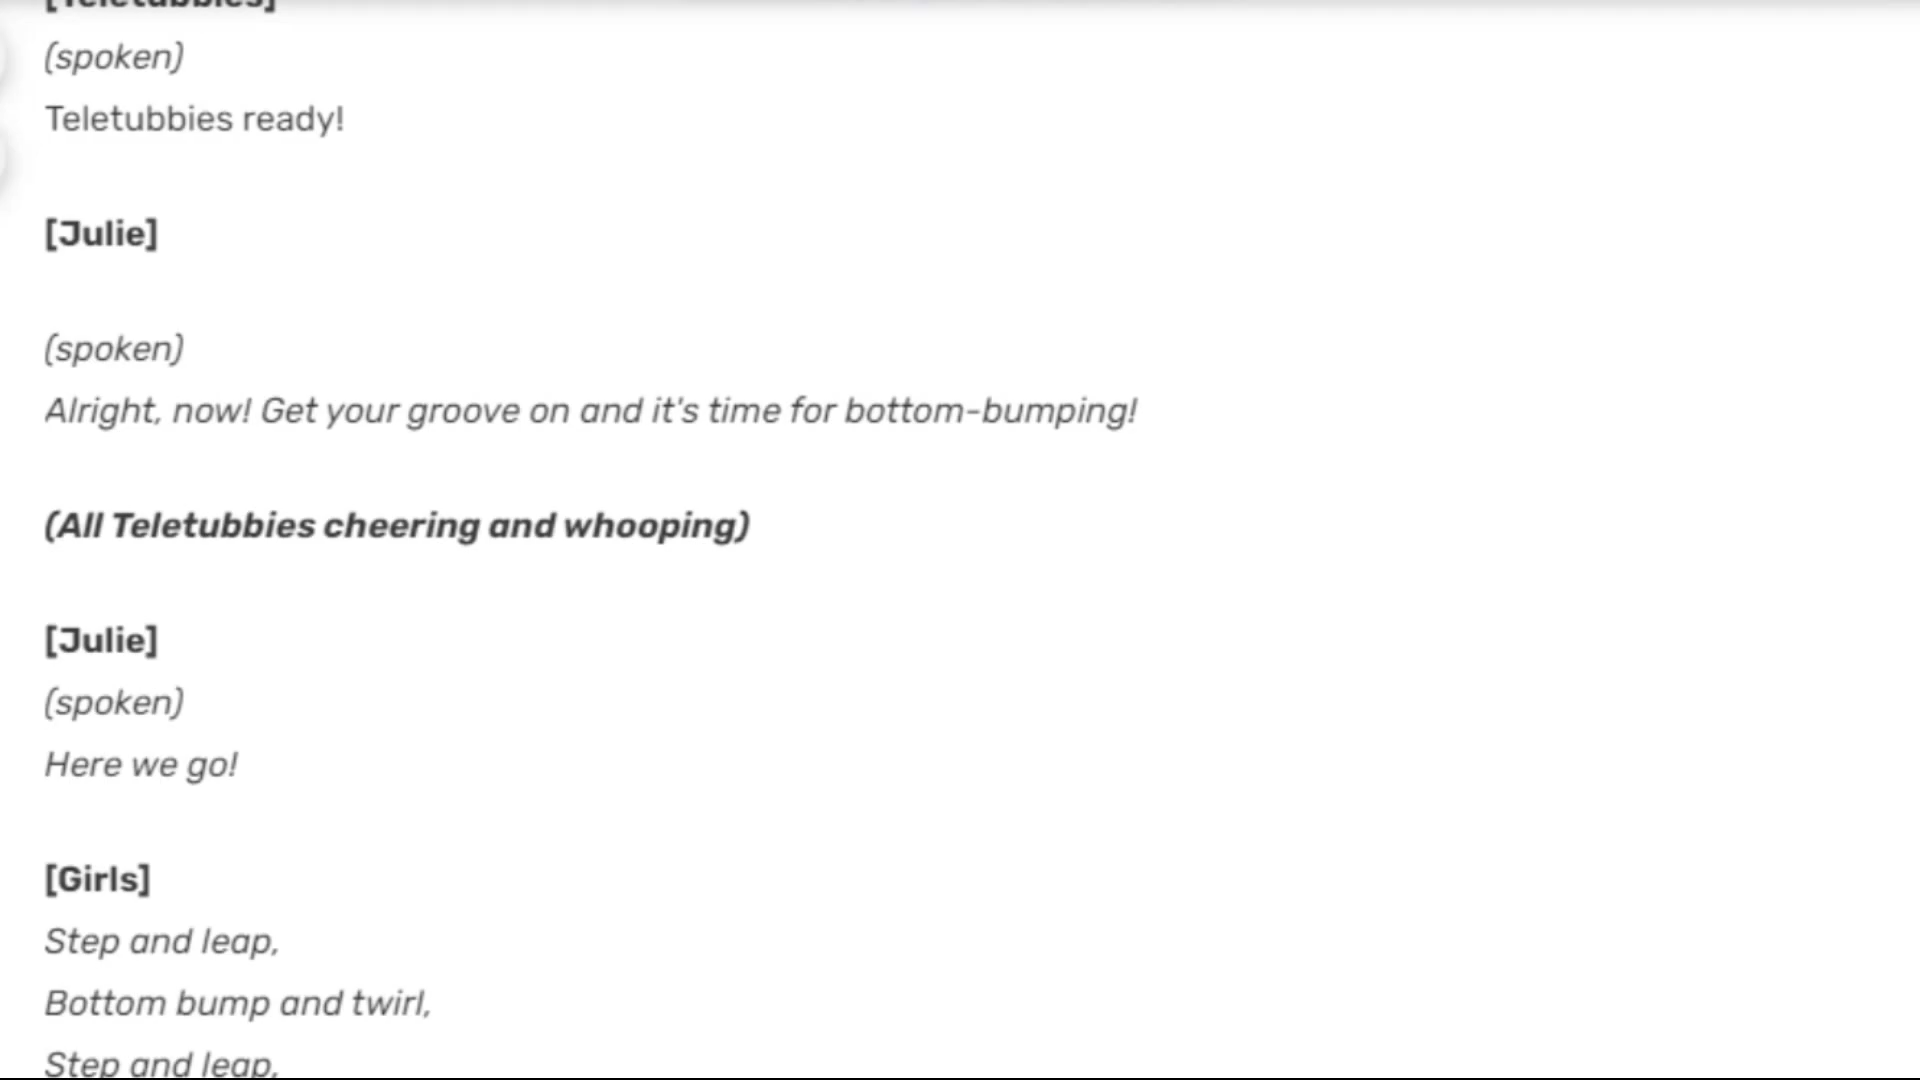 [Teletubbies]
(spoken)
Teletubbies ready!
[Julie]
(spoken)
Alright, now! Get your groove on and it's time for bottom-bumping!
(All Teletubbies cheering and whooping)
[Julie]
(spoken)
Here we go!
[Girls]
Step and leap,
Bottom bump and twirl,
Step and leap,